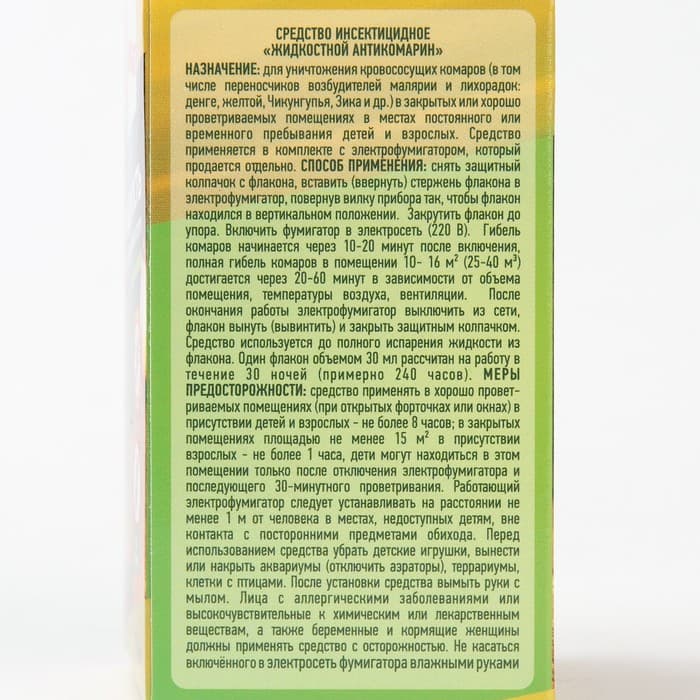 СРЕДСТВО ИНСЕКТИЦИДНОЕ
«ЖИДКОСТНОЙ АНТИКОМАРИН»
НАЗНАЧЕНИЕ: для уничтожения кровососущих комаров (в том
числе переносчиков возбудителей малярии и лихорадок:
денге, желтой, Чикунгупья, Зика и др.) в закрытых или хорошо
проветриваемых помещениях в местах постоянного или
временного пребывания детей и взрослых. Средство
применяется в комплекте с электрофумигатором, который
продается отдельно. СПОСОБ ПРИМЕНЕНИЯ: снять защитный
колпачок с флакона, вставить (ввернуть) стержень флакона в
электрофумигатор, повернув вилку прибора так, чтобы флакон
находился в вертикальном положении. Закрутить флакон до
упора. Включить фумигатор в электросеть (220 В). Гибель
комаров начинается через 10-20 минут после включения,
полная гибель комаров в помещении 10- 16 м² (25-40 м³)
достигается через 20-60 минут в зависимости от объема
помещения, температуры воздуха, вентиляции. После
окончания работы электрофумигатор выключить из сети,
флакон вынуть (вывинтить) и закрыть защитным колпачком.
Средство используется до полного испарения жидкости из
флакона. Один флакон объемом 30 мл рассчитан на работу в
течение 30 ночей (примерно 240 часов). МЕРЫ
ПРЕДОСТОРОЖНОСТИ: средство применять в хорошо провет-
риваемых помещениях (при открытых форточках или окнах) в
присутствии детей и взрослых - не более 8 часов; в закрытых
помещениях площадью не менее 15 м² в присутствии
взрослых - не более 1 часа, дети могут находиться в этом
помещении только после отключения электрофумигатора и
последующего 30-минутного проветривания. Работающий
электрофумигатор следует устанавливать на расстоянии не
менее 1 м от человека в местах, недоступных детям, вне
контакта с посторонними предметами обихода. Перед
использованием средства убрать детские игрушки, вынести
или накрыть аквариумы (отключить аэраторы), террариумы,
клетки с птицами. После установки средства вымыть руки с
мылом. Лица с аллергическими заболеваниями или
высокочувствительные к химическим или лекарственным
веществам, а также беременные и кормящие женщины
должны применять средство с осторожностью. Не касаться
включённого в электросеть фумигатора влажными руками